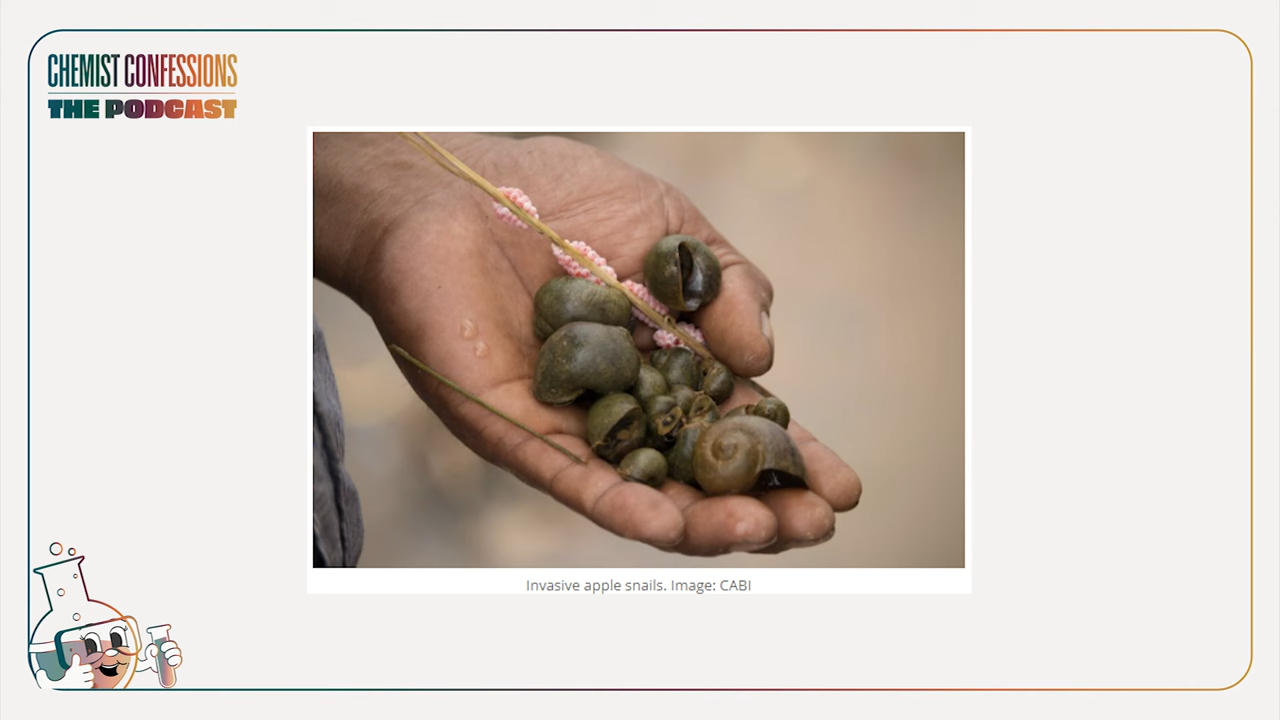 CHEMIST CONFESSIONS
THE PODCAST
Invasive apple snails. Image: CABI